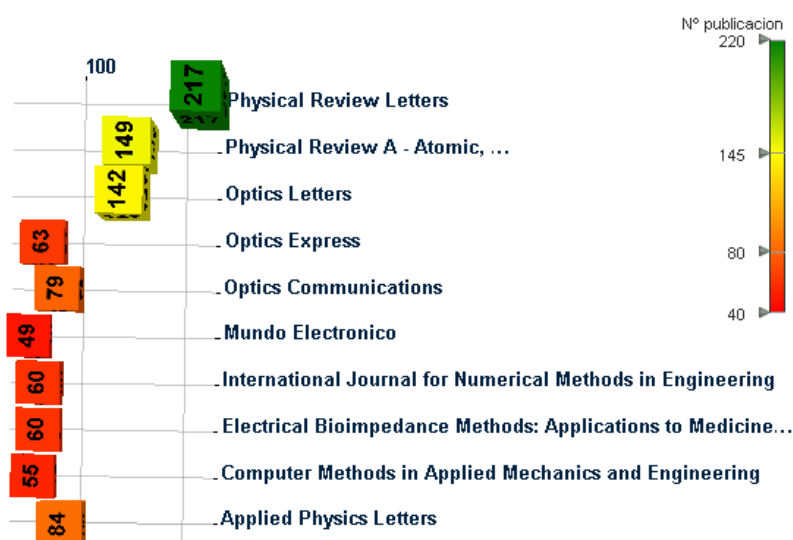 Nº publicacion
220
145
80
40
100
217
217
Physical Review Letters
149
Physical Review A - Atomic, ...
142
Optics Letters
63
Optics Express
79
Optics Communications
49
Mundo Electronico
60
International Journal for Numerical Methods in Engineering
60
Electrical Bioimpedance Methods: Applications to Medicine...
55
Computer Methods in Applied Mechanics and Engineering
84
Applied Physics Letters